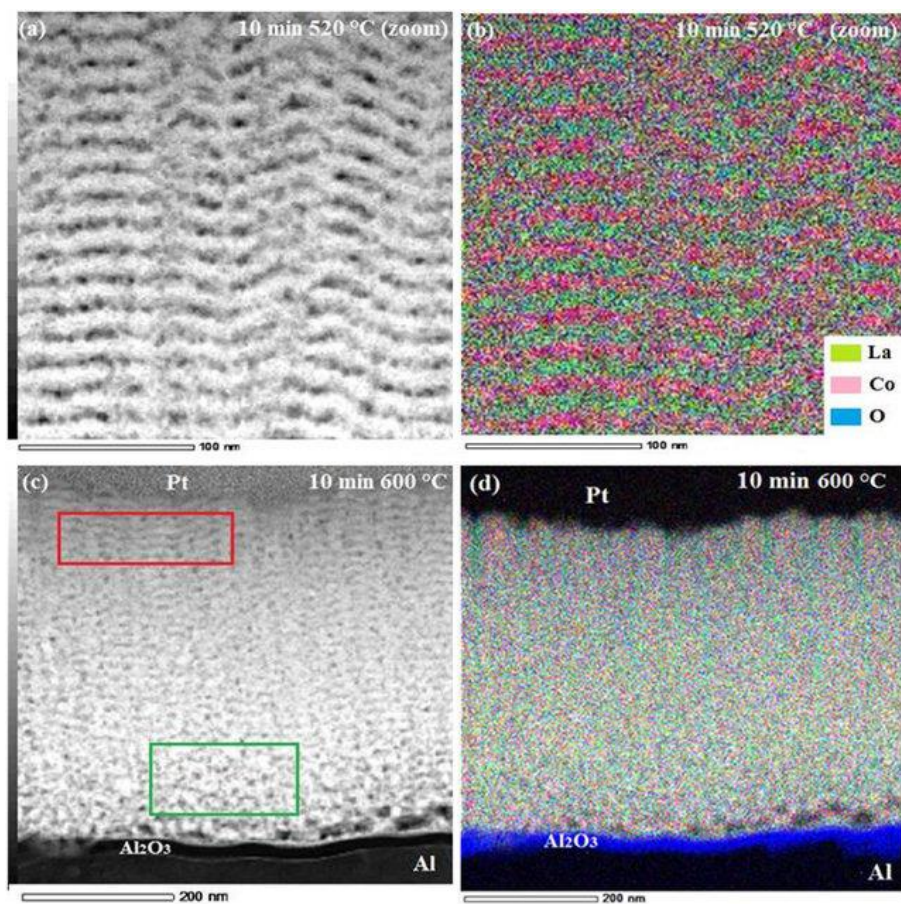 (a) 10 min 520 °C (zoom)
100 nm
(b) 10 min 520 °C (zoom)
La
Co
O
100 nm
(c) Pt 10 min 600 °C
Al2O3
Al
200 nm
(d) Pt 10 min 600 °C
Al2O3
Al
200 nm